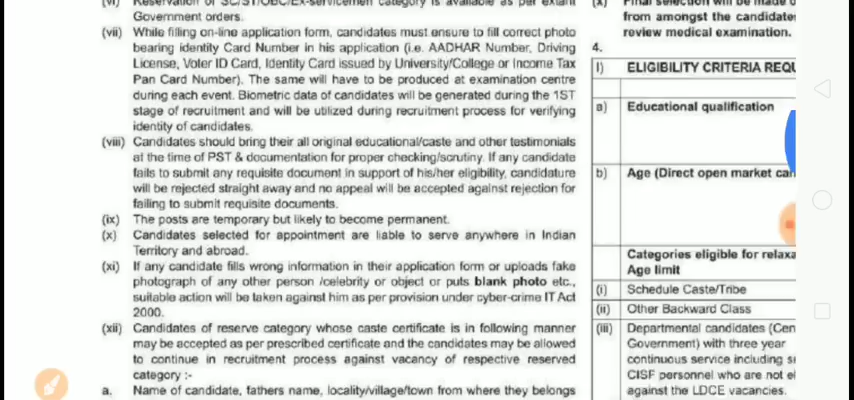 (vi) Reservation of SC/ST/OBC/Ex-servicemen category is available as per extant
Government orders.
(vii) While filling on-line application form, candidates must ensure to fill correct photo
bearing identity Card Number in his application (i.e. AADHAR Number, Driving
License, Voter ID Card, Identity Card issued by University/College or Income Tax
Pan Card Number). The same will have to be produced at examination centre
during each event. Biometric data of candidates will be generated during the 1ST
stage of recruitment and will be utilized during recruitment process for verifying
identity of candidates.
(viii) Candidates should bring their all original educational/caste and other testimonials
at the time of PST & documentation for proper checking/scrutiny. If any candidate
fails to submit any requisite document in support of his/her eligibility, candidature
will be rejected straight away and no appeal will be accepted against rejection for
failing to submit requisite documents.
(ix) The posts are temporary but likely to become permanent.
(x) Candidates selected for appointment are liable to serve anywhere in Indian
Territory and abroad.
(xi) If any candidate fills wrong information in their application form or uploads fake
photograph of any other person /celebrity or object or puts blank photo etc.,
suitable action will be taken against him as per provision under cyber-crime IT Act
2000.
(xii) Candidates of reserve category whose caste certificate is in following manner
may be accepted as per prescribed certificate and the candidates may be allowed
to continue in recruitment process against vacancy of respective reserved
category :-
a. Name of candidate, fathers name, locality/village/town from where they belongs
(x) Final selection will be made
from amongst the candidate
review medical examination.
4.
I) ELIGIBILITY CRITERIA REQU
a) Educational qualification
b) Age (Direct open market can
Categories eligible for relaxa
Age limit
(i) Schedule Caste/Tribe
(ii) Other Backward Class
(iii) Departmental candidates (Cen
Government) with three year
continuous service including
CISF personnel who are not el
against the LDCE vacancies.